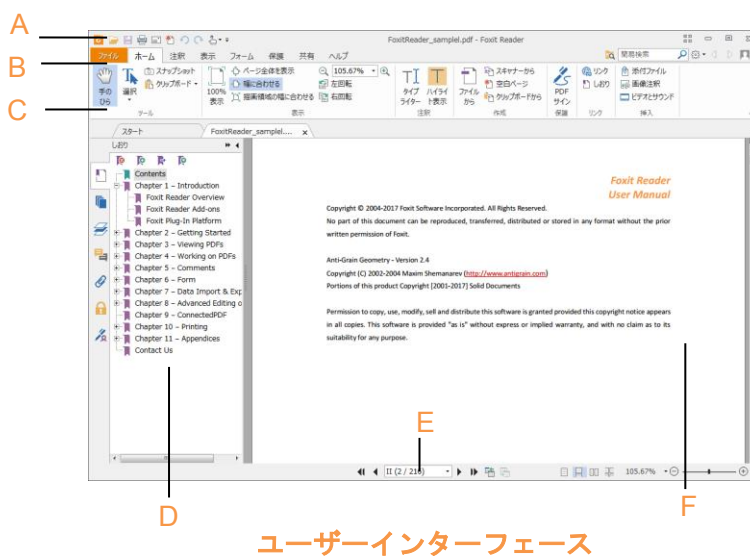 A
FoxitReader_sampleI.pdf - Foxit Reader
B
ファイル ホーム 注釈 表示 フォーム 保護 共有 ヘルプ
簡易検索
C
手の
ひら
選択
スナップショット
クリップボード
ツール
100%
表示
ページ全体を表示
幅に合わせる
描画領域の幅に合わせる
105.67%
左回転
右回転
表示
タイプ
ライター
ハイライ
ト表示
注釈
ファイル
から
スキャナーから
空白ページ
クリップボードから
作成
PDF
サイン
保護
リンク
しおり
リンク
添付ファイル
画像注釈
ビデオとサウンド
挿入
スタート
FoxitReader_sampleI.... x
しおり
Contents
Chapter 1 – Introduction
Foxit Reader Overview
Foxit Reader Add-ons
Foxit Plug-In Platform
Chapter 2 – Getting Started
Chapter 3 – Viewing PDFs
Chapter 4 – Working on PDFs
Chapter 5 – Comments
Chapter 6 – Form
Chapter 7 – Data Import & Exp
Chapter 8 – Advanced Editing o
Chapter 9 – ConnectedPDF
Chapter 10 – Printing
Chapter 11 – Appendices
Contact Us
Foxit Reader
User Manual
Copyright © 2004-2017 Foxit Software Incorporated. All Rights Reserved.
No part of this document can be reproduced, transferred, distributed or stored in any format without the prior
written permission of Foxit.
Anti-Grain Geometry - Version 2.4
Copyright (C) 2002-2004 Maxim Shemanarev (http://www.antigrain.com)
Portions of this product Copyright [2001-2017] Solid Documents
Permission to copy, use, modify, sell and distribute this software is granted provided this copyright notice appears
in all copies. This software is provided "as is" without express or implied warranty, and with no claim as to its
suitability for any purpose.
E
II (2 / 216)
105.67%
D
F
ユーザーインターフェース